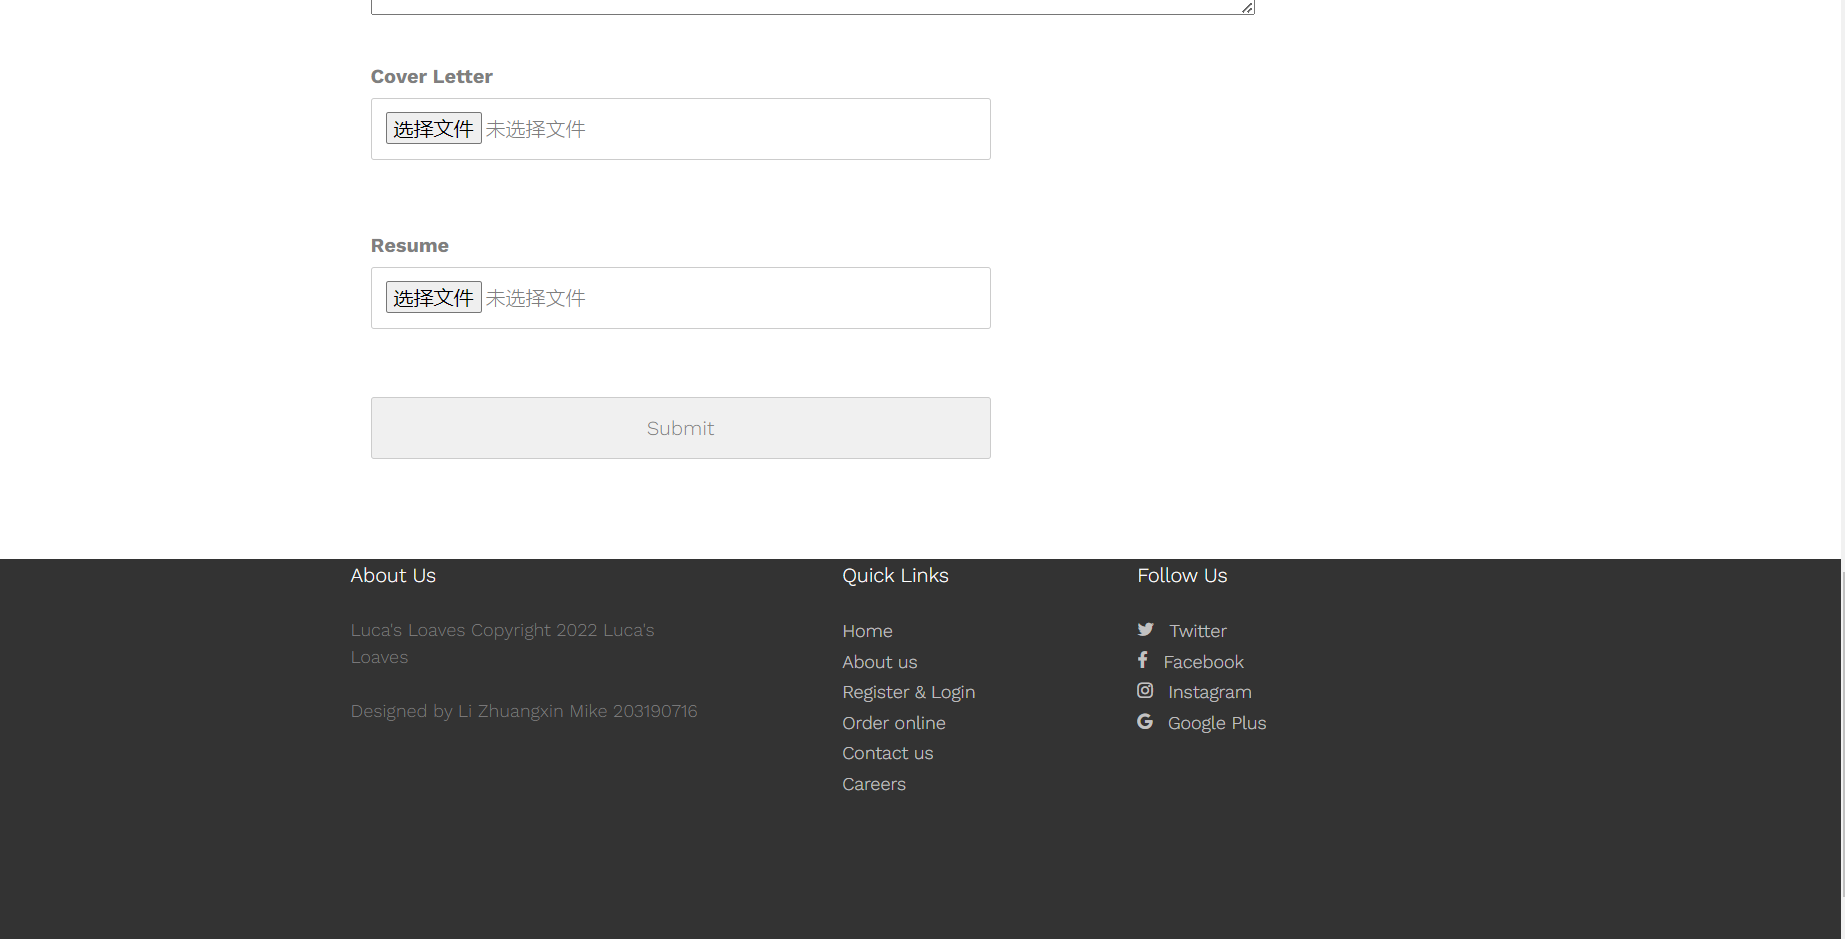 Cover Letter
选择文件 未选择文件
Resume
选择文件 未选择文件
Submit
About Us
Luca's Loaves Copyright 2022 Luca's
Loaves
Designed by Li Zhuangxin Mike 203190716
Quick Links
Home
About us
Register & Login
Order online
Contact us
Careers
Follow Us
Twitter
Facebook
Instagram
Google Plus